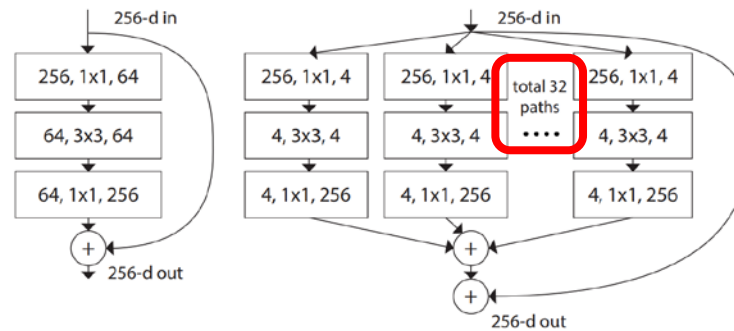 256-d in
256, 1x1, 64
64, 3x3, 64
64, 1x1, 256
+
256-d out
256-d in
256, 1x1, 4
256, 1x1, 4
total 32
paths
....
256, 1x1, 4
4, 3x3, 4
4, 3x3, 4
4, 3x3, 4
4, 1x1, 256
4, 1x1, 256
4, 1x1, 256
+
+
256-d out